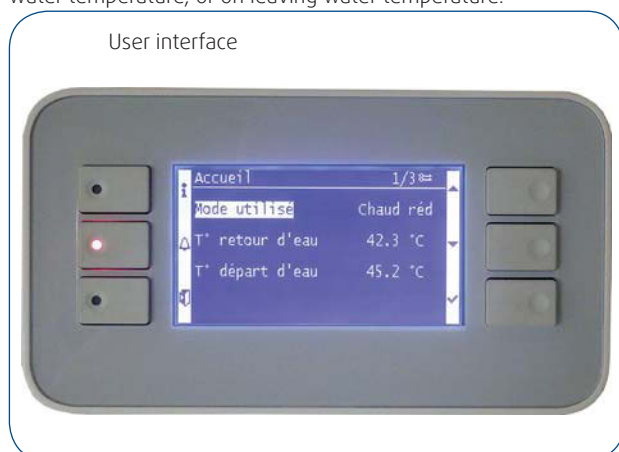 water temperature, or on leaving water temperature.
User interface
Accueil 1/3
Mode utilisé Chaud réd
T° retour d'eau 42.3 °C
T° départ d'eau 45.2 °C